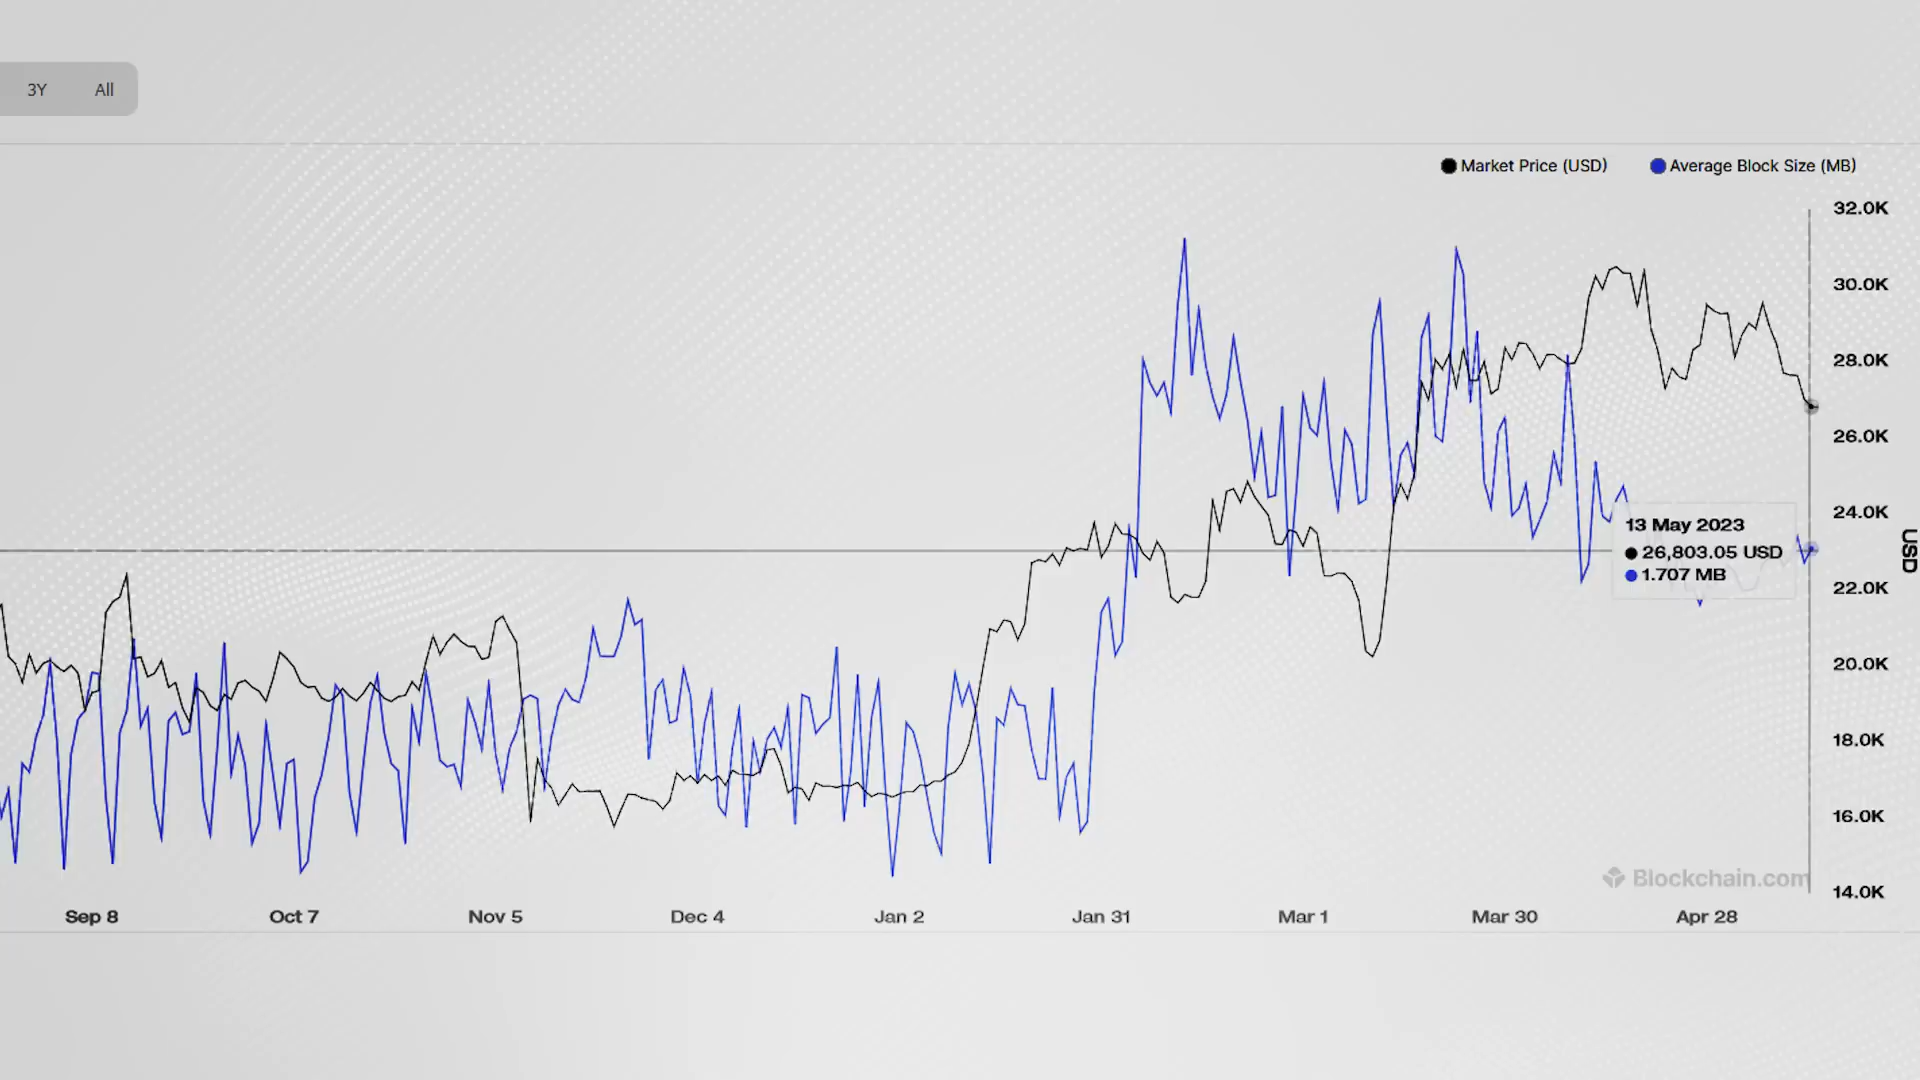 3Y All
Market Price (USD) Average Block Size (MB)
32.0K
30.0K
28.0K
26.0K
24.0K
22.0K
20.0K
18.0K
16.0K
14.0K
USD
13 May 2023
26,803.05 USD
1.707 MB
Blockchain.com
Sep 8 Oct 7 Nov 5 Dec 4 Jan 2 Jan 31 Mar 1 Mar 30 Apr 28